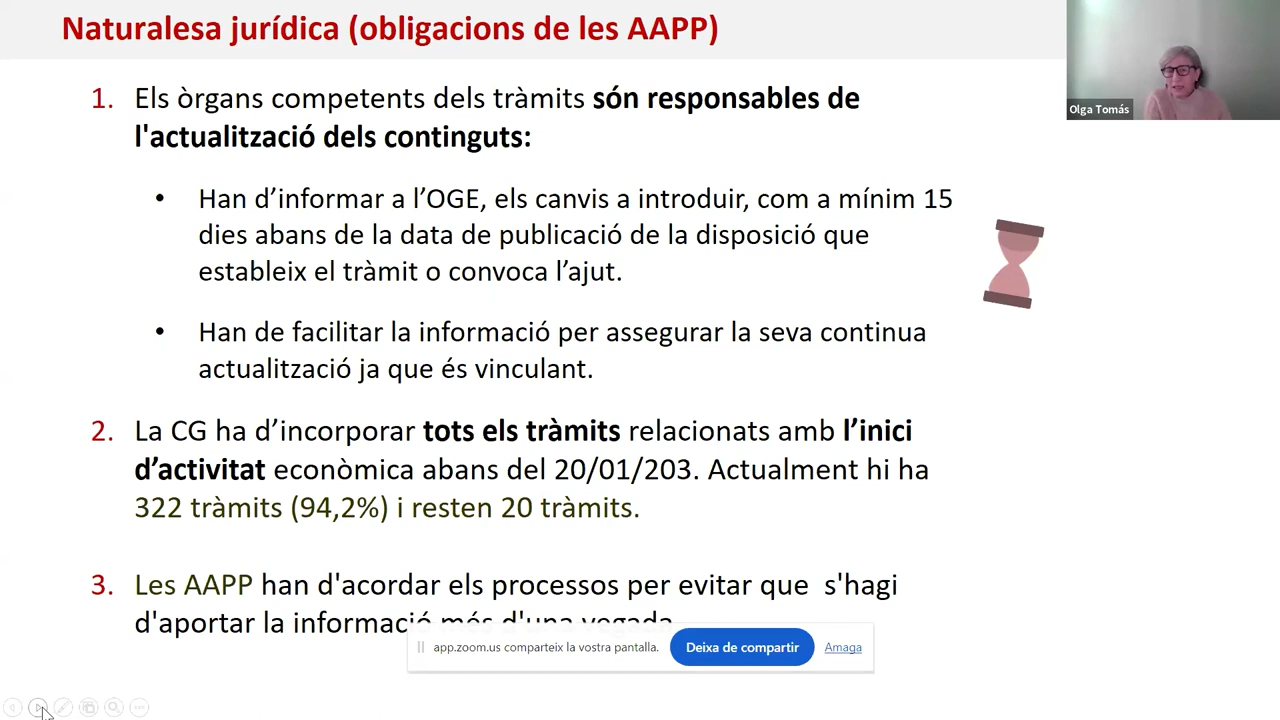 Naturalesa jurídica (obligacions de les AAPP)
Olga Tomás
1. Els òrgans competents dels tràmits són responsables de
l'actualització dels continguts:
• Han d’informar a l’OGE, els canvis a introduir, com a mínim 15
dies abans de la data de publicació de la disposició que
estableix el tràmit o convoca l’ajut.
• Han de facilitar la informació per assegurar la seva continua
actualització ja que és vinculant.
2. La CG ha d’incorporar tots els tràmits relacionats amb l’inici
d’activitat econòmica abans del 20/01/203. Actualment hi ha
322 tràmits (94,2%) i resten 20 tràmits.
3. Les AAPP han d'acordar els processos per evitar que s'hagi
d'aportar la informació més d'una vegada
app.zoom.us comparteix la vostra pantalla.
Deixa de compartir
Amaga